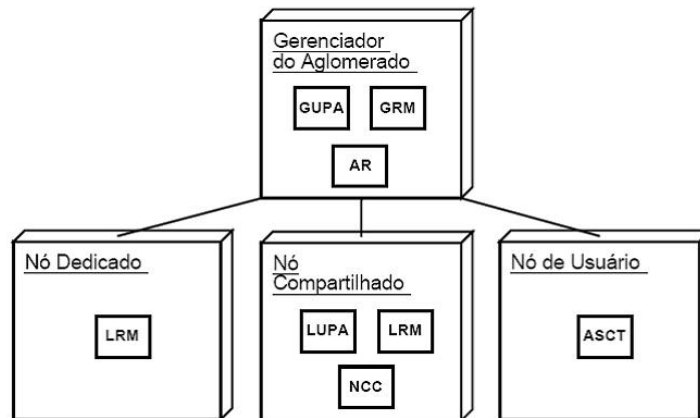 Gerenciador
do Aglomerado
GUPA GRM
AR
Nó Dedicado
LRM
Nó
Compartilhado
LUPA LRM
NCC
Nó de Usuário
ASCT